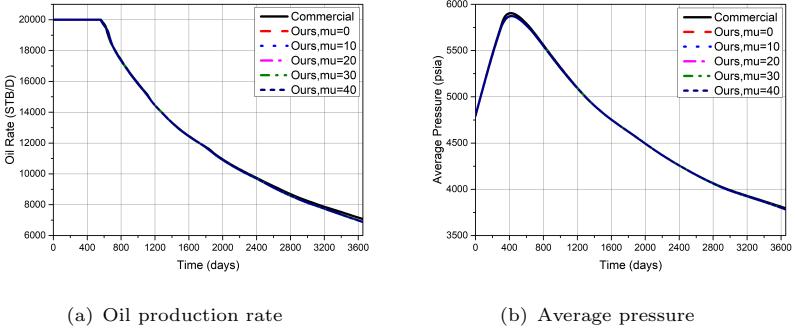 20000
18000
16000
14000
12000
10000
8000
6000
Oil Rate (STB/D)
0 400 800 1200 1600 2000 2400 2800 3200 3600
Time (days)
Commercial
Ours,mu=0
Ours,mu=10
Ours,mu=20
Ours,mu=30
Ours,mu=40
(a) Oil production rate
6000
5500
5000
4500
4000
3500
Average Pressure (psia)
0 400 800 1200 1600 2000 2400 2800 3200 3600
Time (days)
Commercial
Ours,mu=0
Ours,mu=10
Ours,mu=20
Ours,mu=30
Ours,mu=40
(b) Average pressure